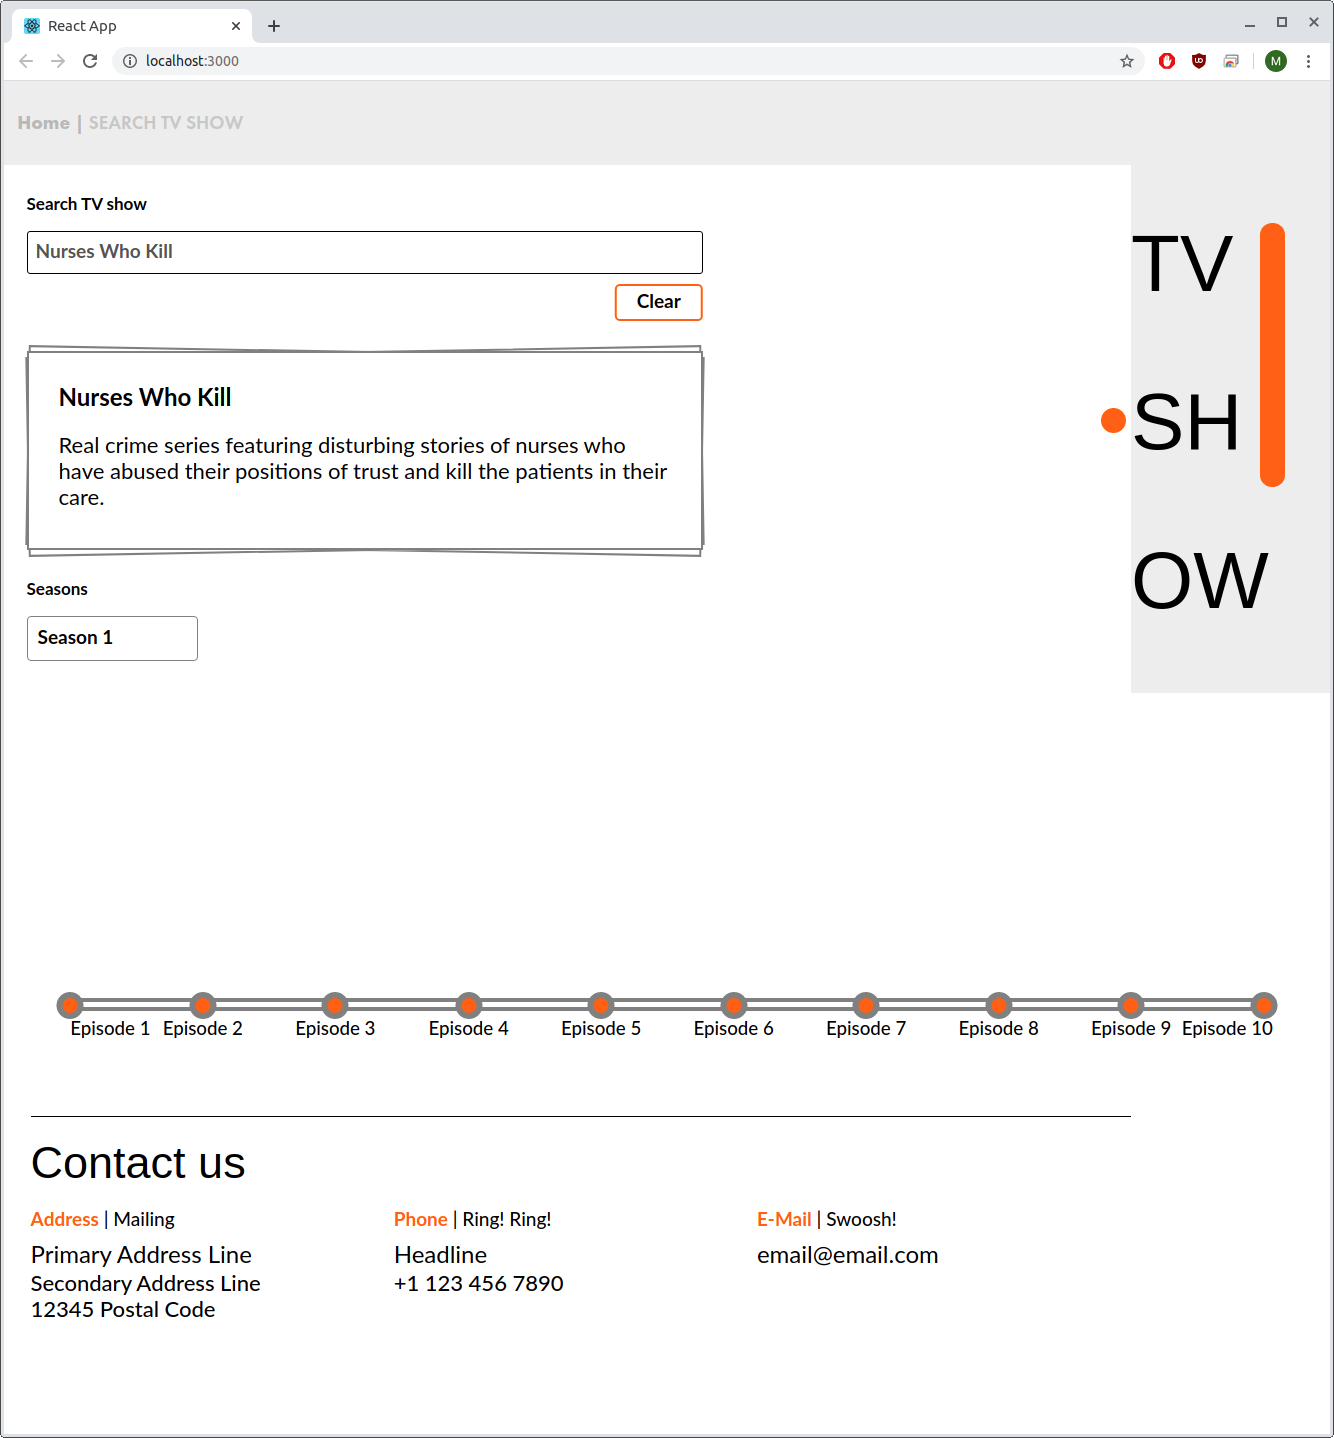 React App
localhost:3000
M
Home | SEARCH TV SHOW
Search TV show
Nurses Who Kill
Clear
Nurses Who Kill
Real crime series featuring disturbing stories of nurses who
have abused their positions of trust and kill the patients in their
care.
Seasons
Season 1
TV
SH
OW
Episode 1 Episode 2 Episode 3 Episode 4 Episode 5 Episode 6 Episode 7 Episode 8 Episode 9 Episode 10
Contact us
Address | Mailing
Primary Address Line
Secondary Address Line
12345 Postal Code
Phone | Ring! Ring!
Headline
+1 123 456 7890
E-Mail | Swoosh!
email@email.com